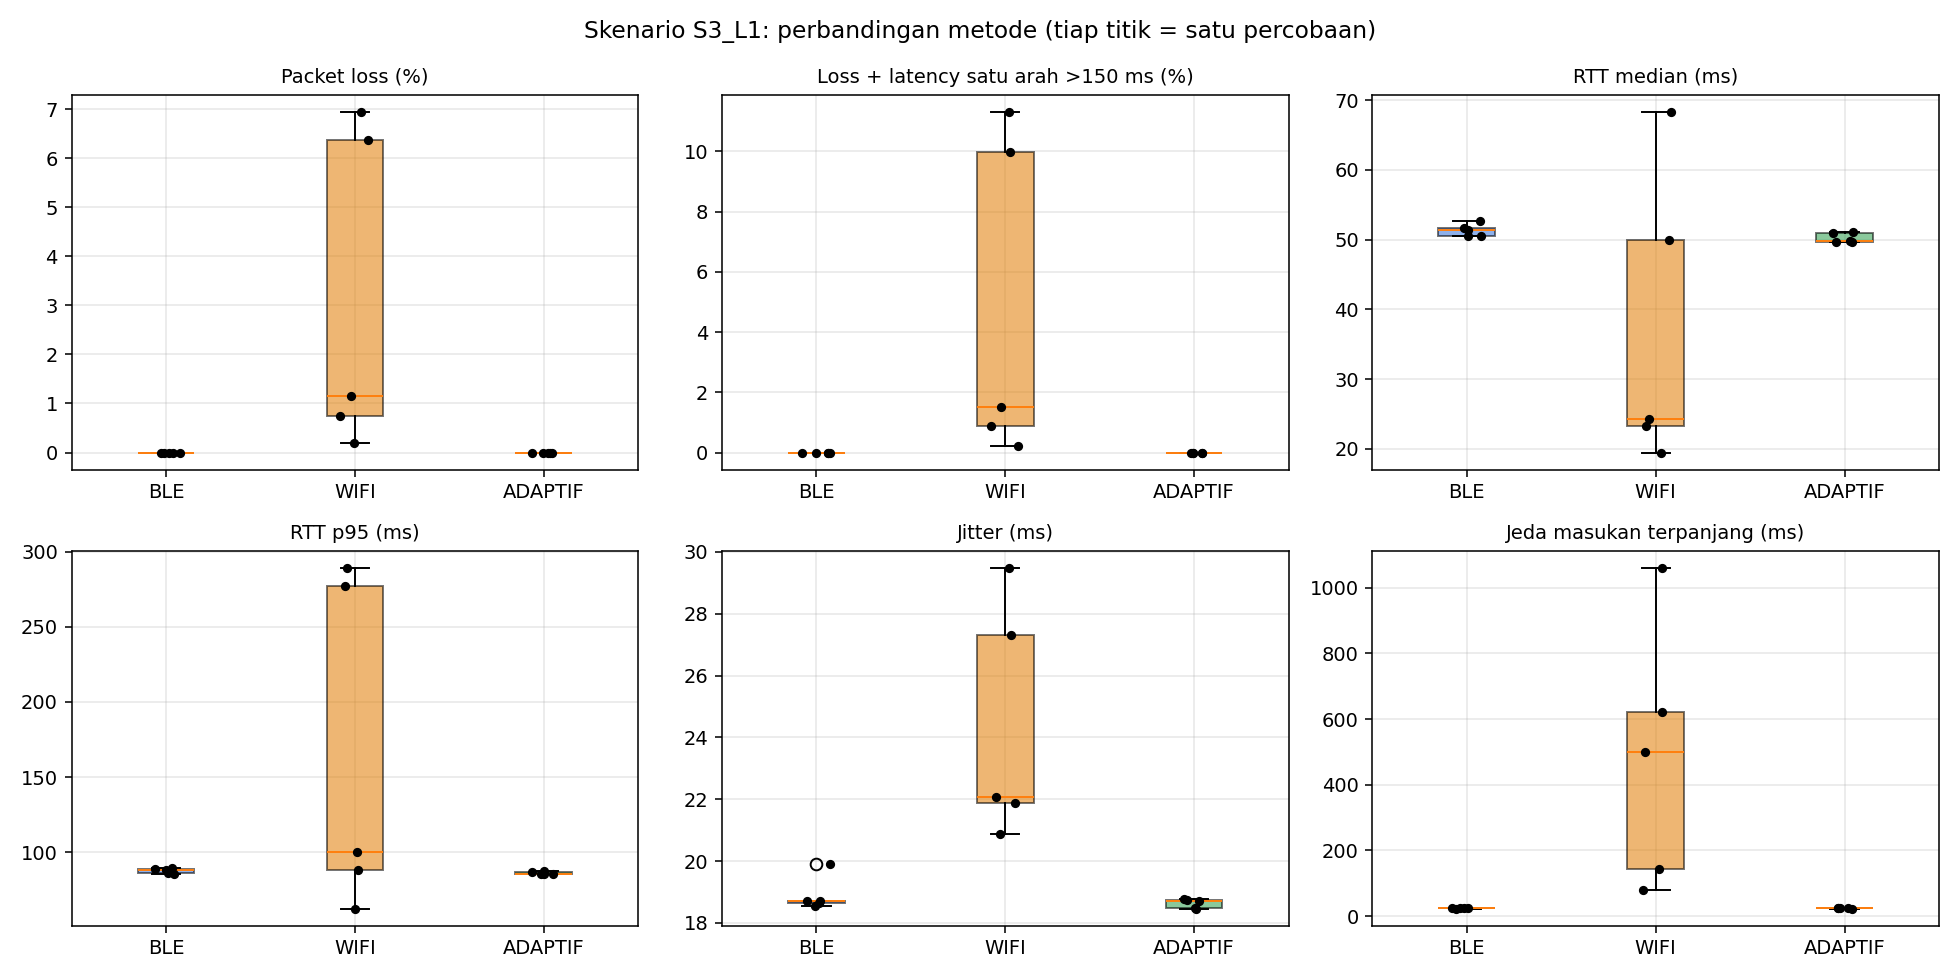 Skenario S3_L1: perbandingan metode (tiap titik = satu percobaan)
Packet loss (%)
7
6
5
4
3
2
1
0
BLE WIFI ADAPTIF
Loss + latency satu arah >150 ms (%)
10
8
6
4
2
0
BLE WIFI ADAPTIF
RTT median (ms)
70
60
50
40
30
20
BLE WIFI ADAPTIF
RTT p95 (ms)
300
250
200
150
100
BLE WIFI ADAPTIF
Jitter (ms)
30
28
26
24
22
20
18
BLE WIFI ADAPTIF
Jeda masukan terpanjang (ms)
1000
800
600
400
200
0
BLE WIFI ADAPTIF